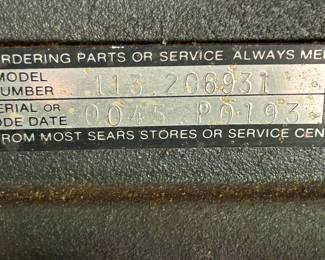 ORDERING PARTS OR SERVICE ALWAYS ME
MODEL
NUMBER 113.206931
SERIAL OR
CODE DATE 0045 P0193
FROM MOST SEARS STORES OR SERVICE CEN